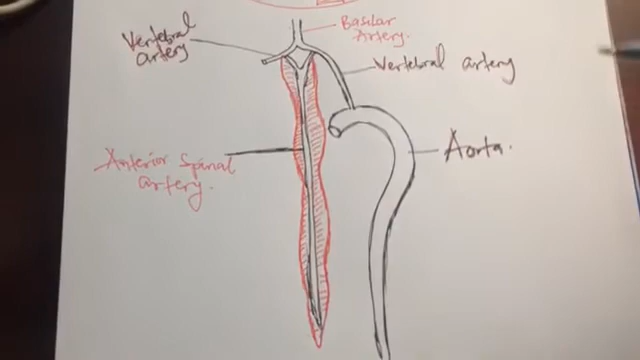 Basilar
Artery.
Vertebral
artery
Vertebral artery
Aorta.
Anterior Spinal
artery.